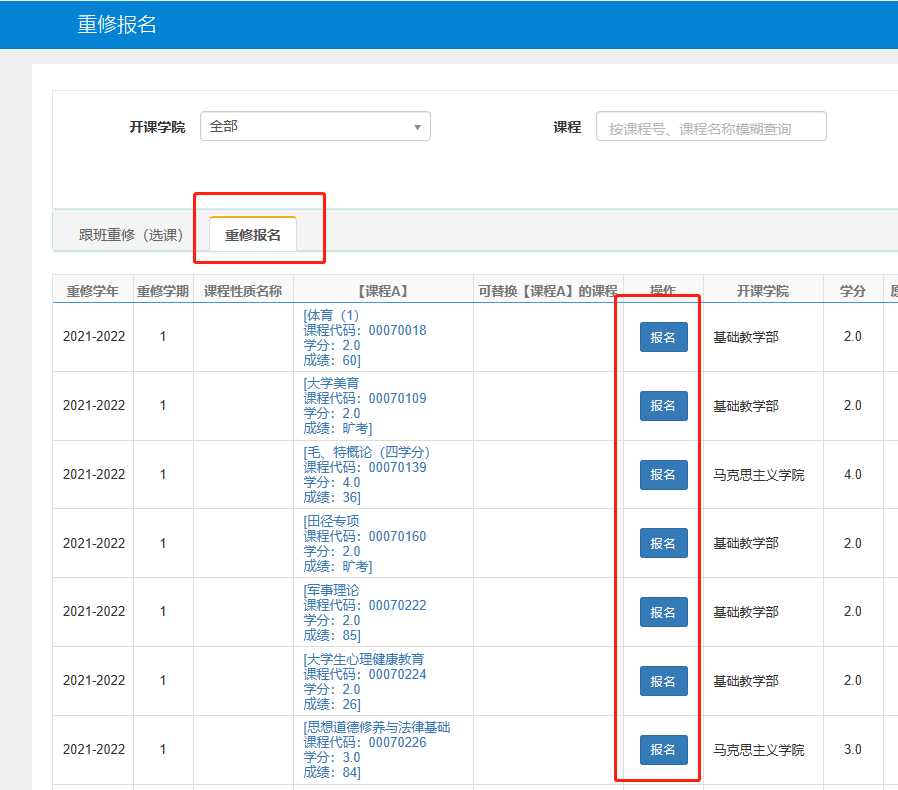 重修报名
开课学院 全部 课程 按课程号、课程名称模糊查询
跟班重修（选课） 重修报名
重修学年 重修学期 课程性质名称 【课程A】 可替换【课程A】的课程 操作 开课学院 学分
2021-2022 1 [体育（1） 课程代码：00070018 学分：2.0 成绩：60] 报名 基础教学部 2.0
2021-2022 1 [大学美育 课程代码：00070109 学分：2.0 成绩：旷考] 报名 基础教学部 2.0
2021-2022 1 [毛、特概论（四学分） 课程代码：00070139 学分：4.0 成绩：36] 报名 马克思主义学院 4.0
2021-2022 1 [田径专项 课程代码：00070160 学分：2.0 成绩：旷考] 报名 基础教学部 2.0
2021-2022 1 [军事理论 课程代码：00070222 学分：2.0 成绩：85] 报名 基础教学部 2.0
2021-2022 1 [大学生心理健康教育 课程代码：00070224 学分：2.0 成绩：26] 报名 基础教学部 2.0
2021-2022 1 [思想道德修养与法律基础 课程代码：00070226 学分：3.0 成绩：84] 报名 马克思主义学院 3.0